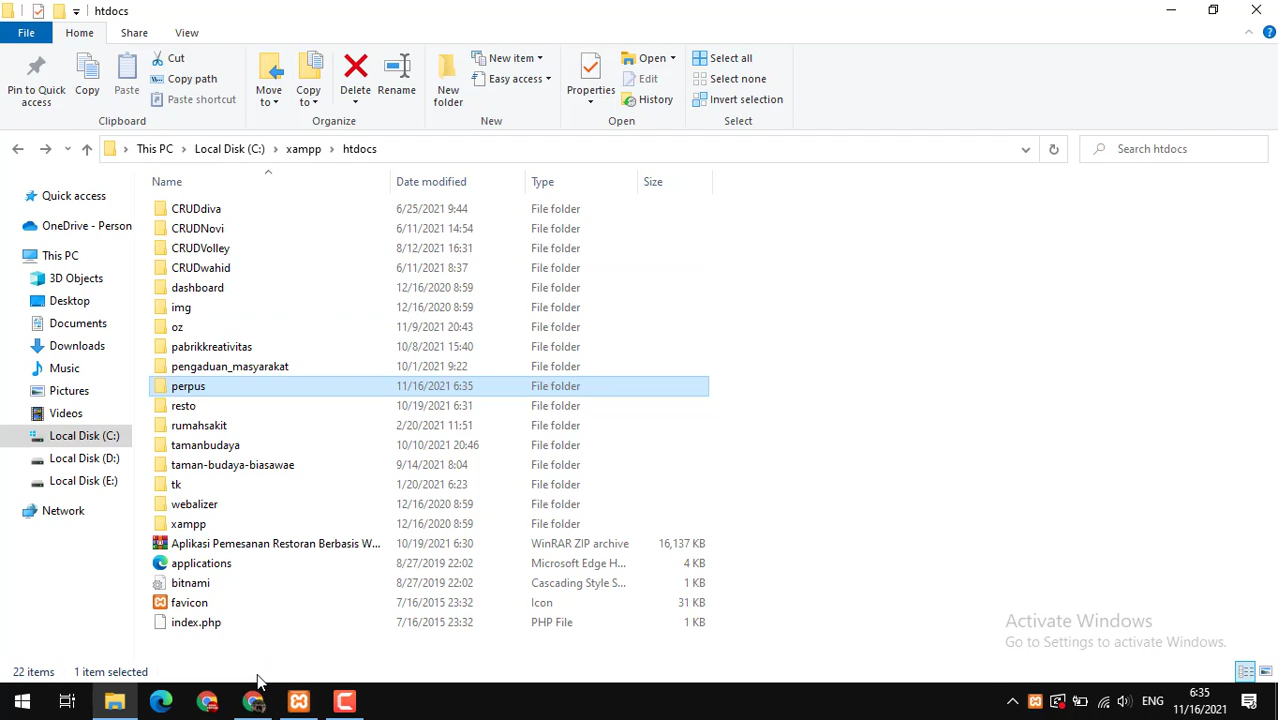 htdocs
File Home Share View
Pin to Quick access
Copy
Paste
Cut
Copy path
Paste shortcut
Clipboard
Move to
Copy to
Delete
Rename
Organize
New folder
New item
Easy access
New
Properties
Open
Edit
History
Open
Select all
Select none
Invert selection
Select
This PC > Local Disk (C:) > xampp > htdocs
Search htdocs
Quick access
OneDrive - Person
This PC
3D Objects
Desktop
Documents
Downloads
Music
Pictures
Videos
Local Disk (C:)
Local Disk (D:)
Local Disk (E:)
Network
Name Date modified Type Size
CRUDdiva 6/25/2021 9:44 File folder
CRUDNovi 6/11/2021 14:54 File folder
CRUDVolley 8/12/2021 16:31 File folder
CRUDwahid 6/11/2021 8:37 File folder
dashboard 12/16/2020 8:59 File folder
img 12/16/2020 8:59 File folder
oz 11/9/2021 20:43 File folder
pabrikkreativitas 10/8/2021 15:40 File folder
pengaduan_masyarakat 10/1/2021 9:22 File folder
perpus 11/16/2021 6:35 File folder
resto 10/19/2021 6:31 File folder
rumahsakit 2/20/2021 11:51 File folder
tamanbudaya 10/10/2021 20:46 File folder
taman-budaya-biasawae 9/14/2021 8:04 File folder
tk 1/20/2021 6:23 File folder
webalizer 12/16/2020 8:59 File folder
xampp 12/16/2020 8:59 File folder
Aplikasi Pemesanan Restoran Berbasis W... 10/19/2021 6:30 WinRAR ZIP archive 16,137 KB
applications 8/27/2019 22:02 Microsoft Edge H... 4 KB
bitnami 8/27/2019 22:02 Cascading Style S... 1 KB
favicon 7/16/2015 23:32 Icon 31 KB
index.php 7/16/2015 23:32 PHP File 1 KB
Activate Windows
Go to Settings to activate Windows.
22 items 1 item selected
ENG
6:35
11/16/2021